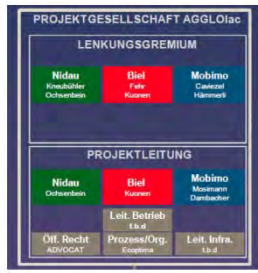 PROJEKTGESELLSCHAFT AGGLOlac
LENKUNGSGREMIUM
Nidau
Kneubühler
Ochsenbein
Biel
Fehr
Kuonen
Mobimo
Caviezel
Hämmerli
PROJEKTLEITUNG
Nidau
Ochsenbein
Biel
Kuonen
Mobimo
Mosimann
Dambacher
Leit. Betrieb
t.b.d
Öff. Recht
ADVOCAT
Prozess/Org.
Ecoptima
Leit. Infra.
t.b.d